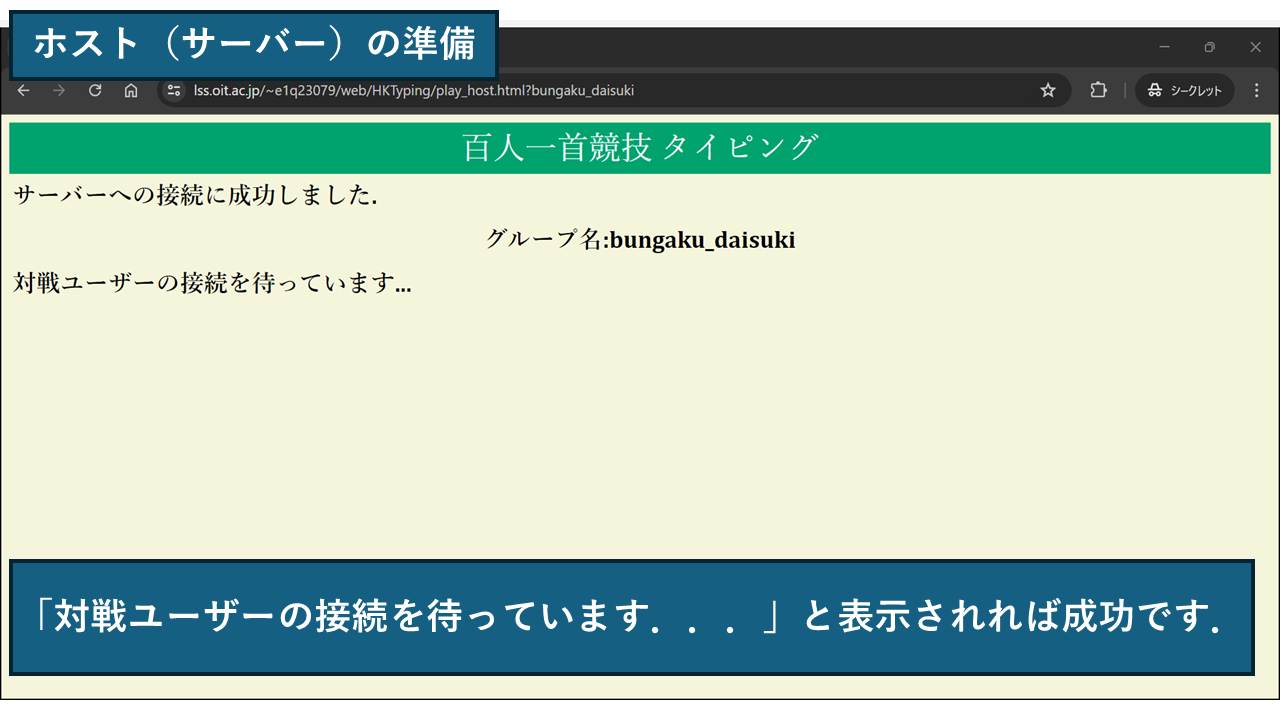 ホスト（サーバー）の準備
lss.oit.ac.jp/~e1q23079/web/HKTyping/play_host.html?bungaku_daisuki
シークレット
百人一首競技 タイピング
サーバーへの接続に成功しました.
グループ名:bungaku_daisuki
対戦ユーザーの接続を待っています...
「対戦ユーザーの接続を待っています．．．」と表示されれば成功です．